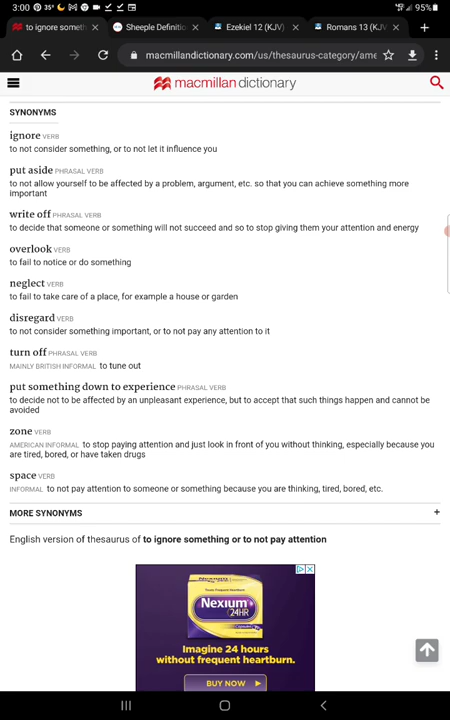 3:00
35°
95%
to ignore someth
Sheeple Definitio
Ezekiel 12 (KJV)
Romans 13 (KJV
macmillandictionary.com/us/thesaurus-category/ame
macmillan dictionary
SYNONYMS
ignore VERB
to not consider something, or to not let it influence you
put aside PHRASAL VERB
to not allow yourself to be affected by a problem, argument, etc. so that you can achieve something more
important
write off PHRASAL VERB
to decide that someone or something will not succeed and so to stop giving them your attention and energy
overlook VERB
to fail to notice or do something
neglect VERB
to fail to take care of a place, for example a house or garden
disregard VERB
to not consider something important, or to not pay any attention to it
turn off PHRASAL VERB
MAINLY BRITISH INFORMAL to tune out
put something down to experience PHRASAL VERB
to decide not to be affected by an unpleasant experience, but to accept that such things happen and cannot be
avoided
zone VERB
AMERICAN INFORMAL to stop paying attention and just look in front of you without thinking, especially because you
are tired, bored, or have taken drugs
space VERB
INFORMAL to not pay attention to someone or something because you are thinking, tired, bored, etc.
MORE SYNONYMS +
English version of thesaurus of to ignore something or to not pay attention
Nexium
24HR
Imagine 24 hours
without frequent heartburn.
BUY NOW